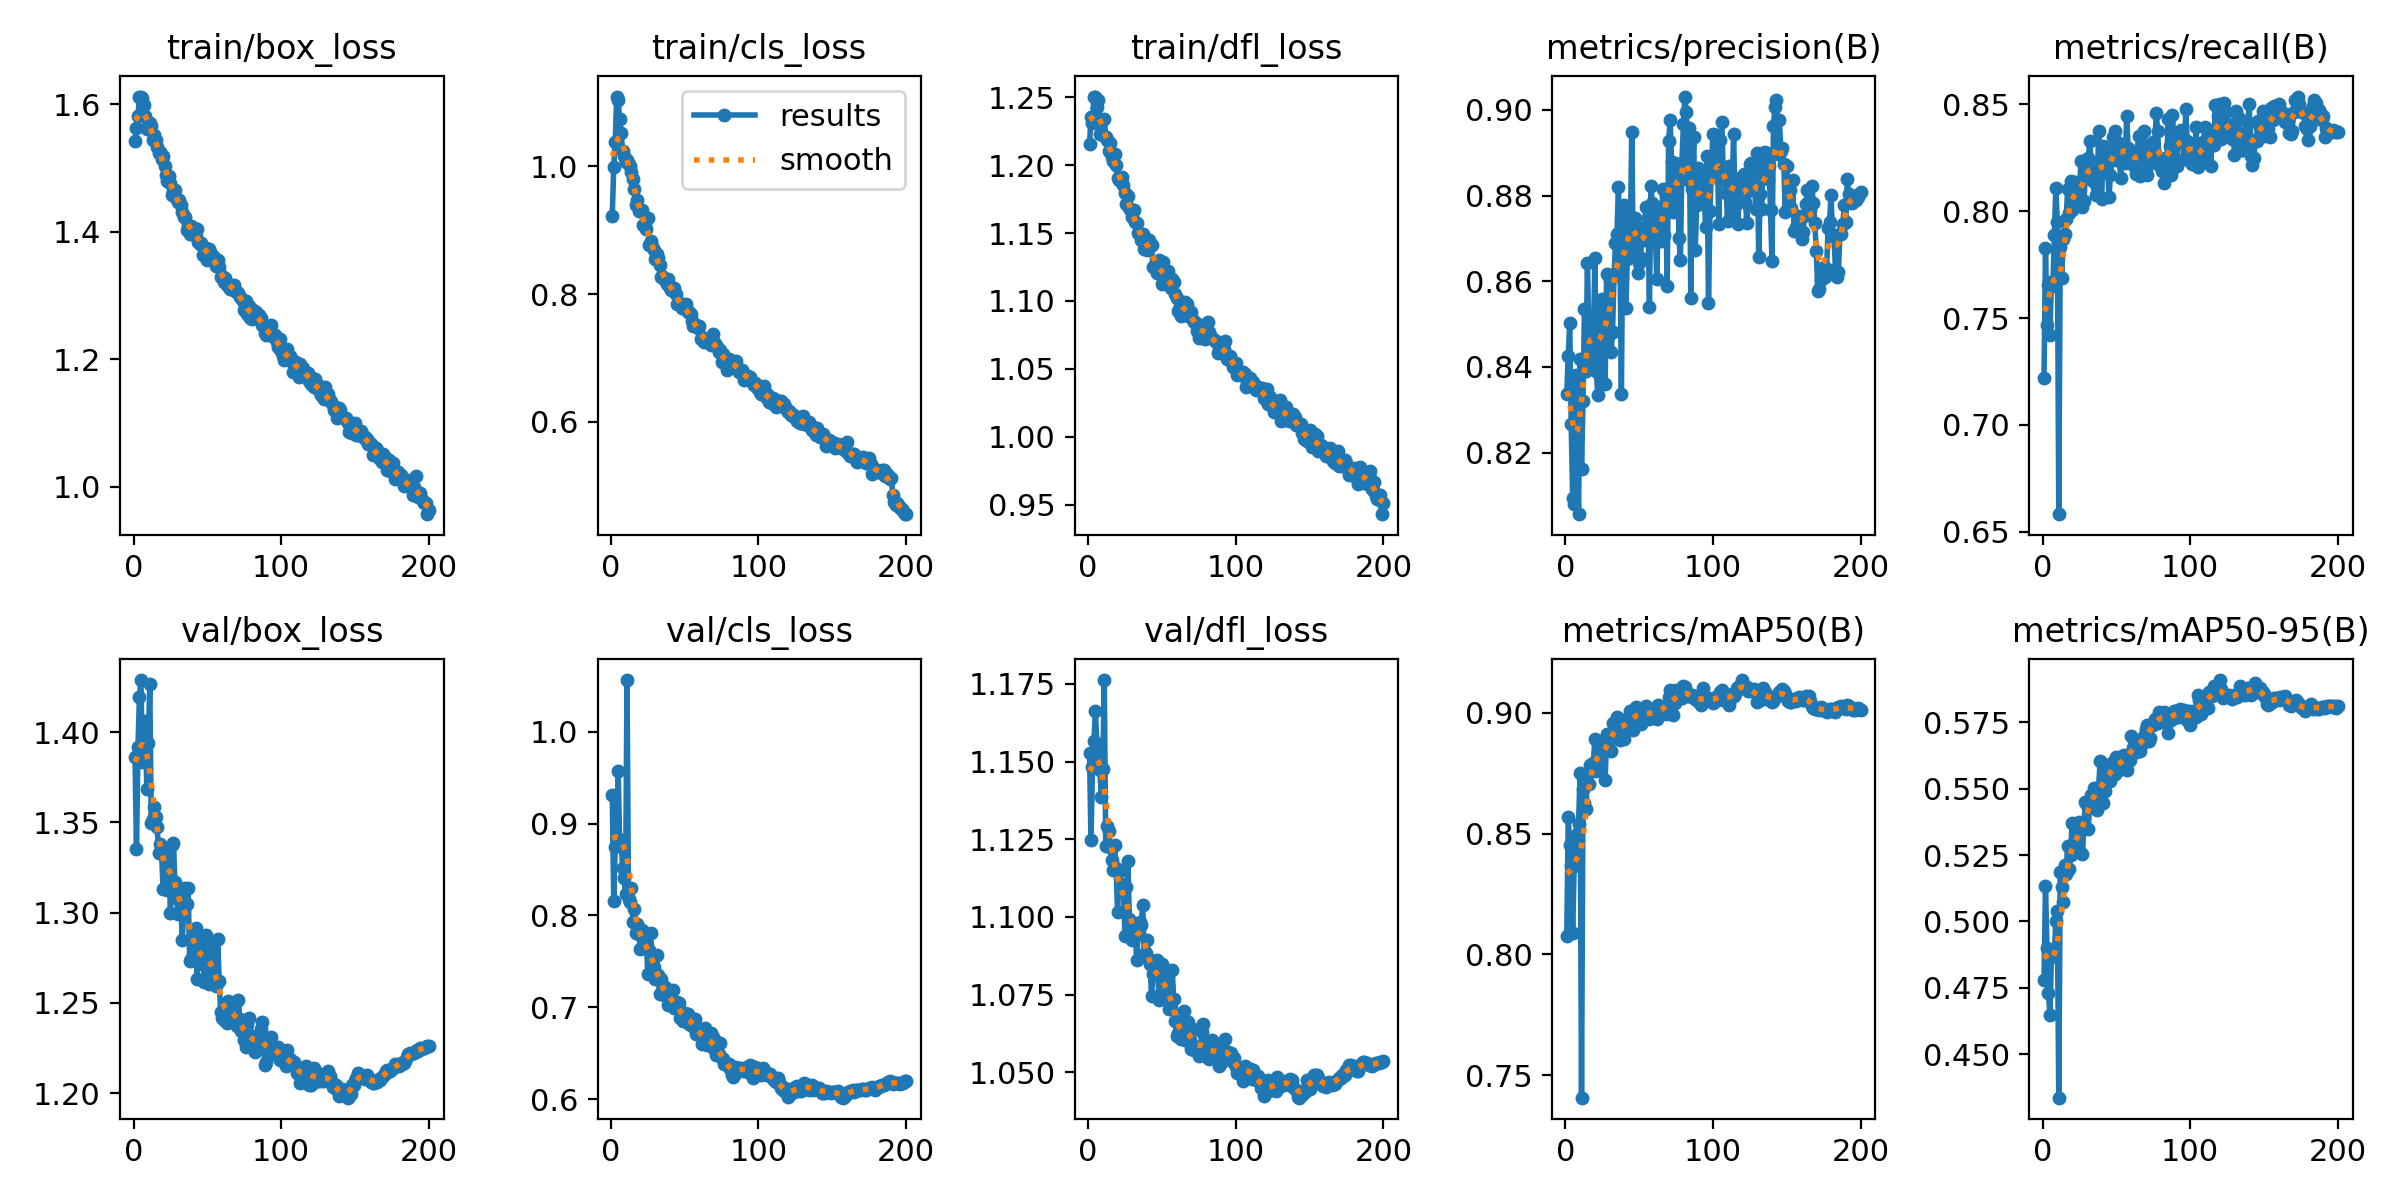 train/box_loss
1.6
1.4
1.2
1.0
0 100 200
train/cls_loss
results
smooth
1.0
0.8
0.6
0 100 200
train/dfl_loss
1.25
1.20
1.15
1.10
1.05
1.00
0.95
0 100 200
metrics/precision(B)
0.90
0.88
0.86
0.84
0.82
0 100 200
metrics/recall(B)
0.85
0.80
0.75
0.70
0.65
0 100 200
val/box_loss
1.40
1.35
1.30
1.25
1.20
0 100 200
val/cls_loss
1.0
0.9
0.8
0.7
0.6
0 100 200
val/dfl_loss
1.175
1.150
1.125
1.100
1.075
1.050
0 100 200
metrics/mAP50(B)
0.90
0.85
0.80
0.75
0 100 200
metrics/mAP50-95(B)
0.575
0.550
0.525
0.500
0.475
0.450
0 100 200